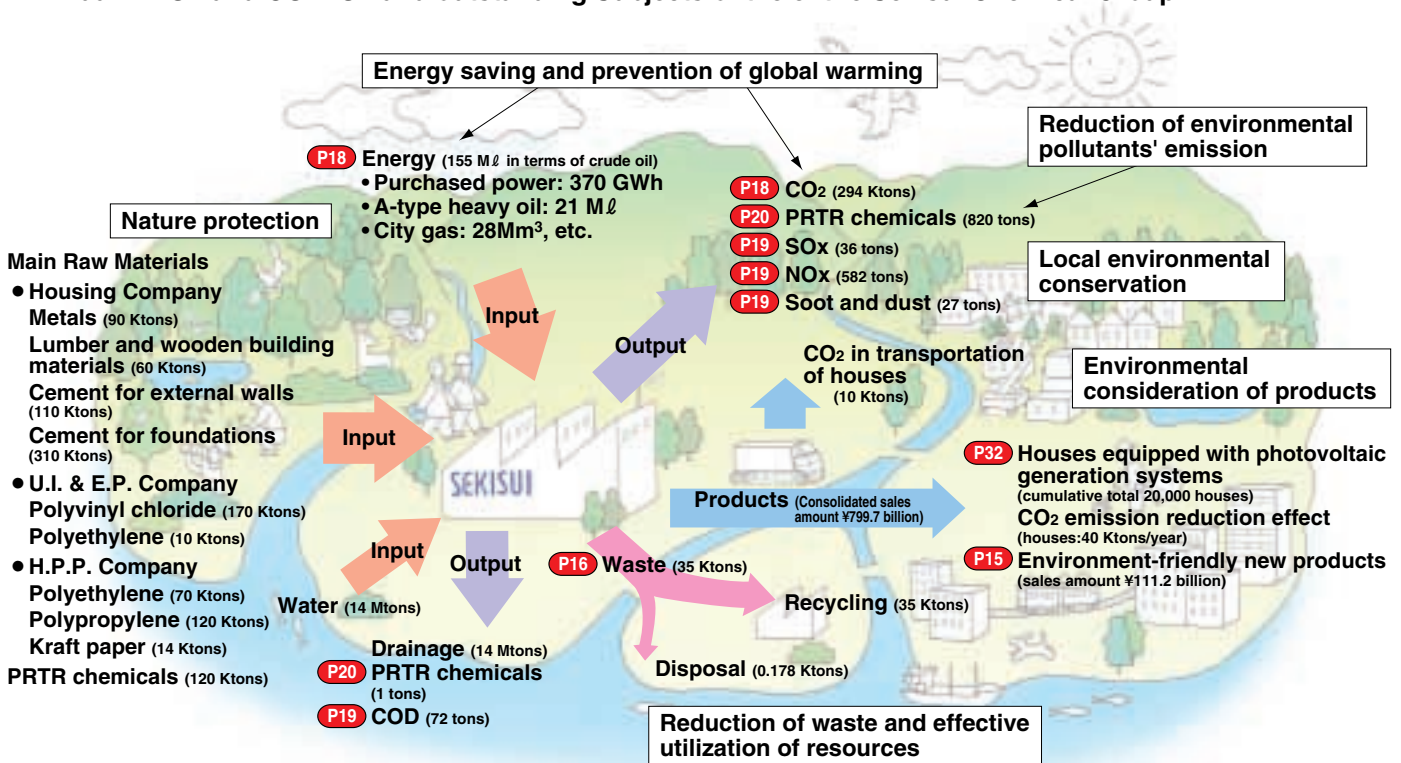 Energy saving and prevention of global warming
Reduction of environmental
pollutants' emission
P18 Energy (155 Mℓ in terms of crude oil)
• Purchased power: 370 GWh
• A-type heavy oil: 21 Mℓ
• City gas: 28Mm³, etc.
P18 CO₂ (294 Ktons)
P20 PRTR chemicals (820 tons)
P19 SOx (36 tons)
P19 NOx (582 tons)
P19 Soot and dust (27 tons)
Nature protection
Local environmental
conservation
Main Raw Materials
• Housing Company
Metals (90 Ktons)
Lumber and wooden building
materials (60 Ktons)
Cement for external walls
(110 Ktons)
Cement for foundations
(310 Ktons)
• U.I. & E.P. Company
Polyvinyl chloride (170 Ktons)
Polyethylene (10 Ktons)
• H.P.P. Company
Polyethylene (70 Ktons)
Polypropylene (120 Ktons)
Kraft paper (14 Ktons)
PRTR chemicals (120 Ktons)
Input
Output
Input
Input
Output
SEKISUI
CO₂ in transportation
of houses
(10 Ktons)
Environmental
consideration of products
Products (Consolidated sales
amount ¥799.7 billion)
P32 Houses equipped with photovoltaic
generation systems
(cumulative total 20,000 houses)
CO₂ emission reduction effect
(houses:40 Ktons/year)
P15 Environment-friendly new products
(sales amount ¥111.2 billion)
P16 Waste (35 Ktons)
Recycling (35 Ktons)
Disposal (0.178 Ktons)
Water (14 Mtons)
Drainage (14 Mtons)
P20 PRTR chemicals
(1 tons)
P19 COD (72 tons)
Reduction of waste and effective
utilization of resources